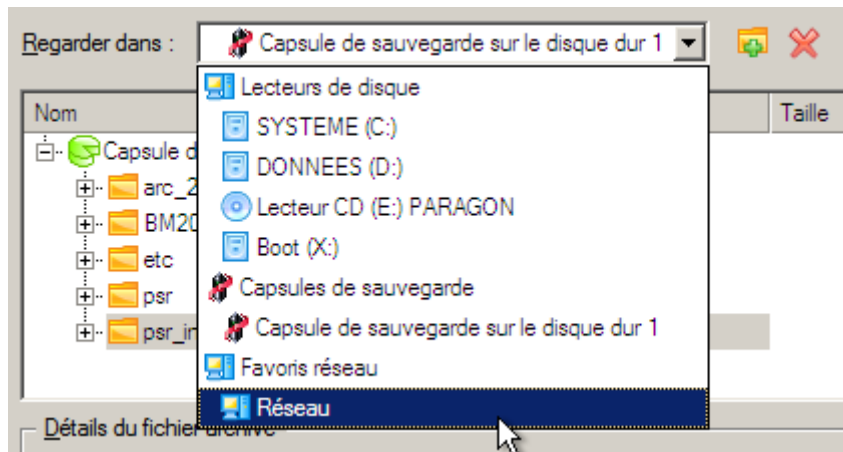 Regarder dans :
Capsule de sauvegarde sur le disque dur 1
Lecteurs de disque
Nom
Taille
SYSTEME (C:)
Capsule d
DONNEES (D:)
arc_2
Lecteur CD (E:) PARAGON
BM20
Boot (X:)
etc
Capsules de sauvegarde
psr
Capsule de sauvegarde sur le disque dur 1
psr_in
Favoris réseau
Réseau
Détails du fichier archive